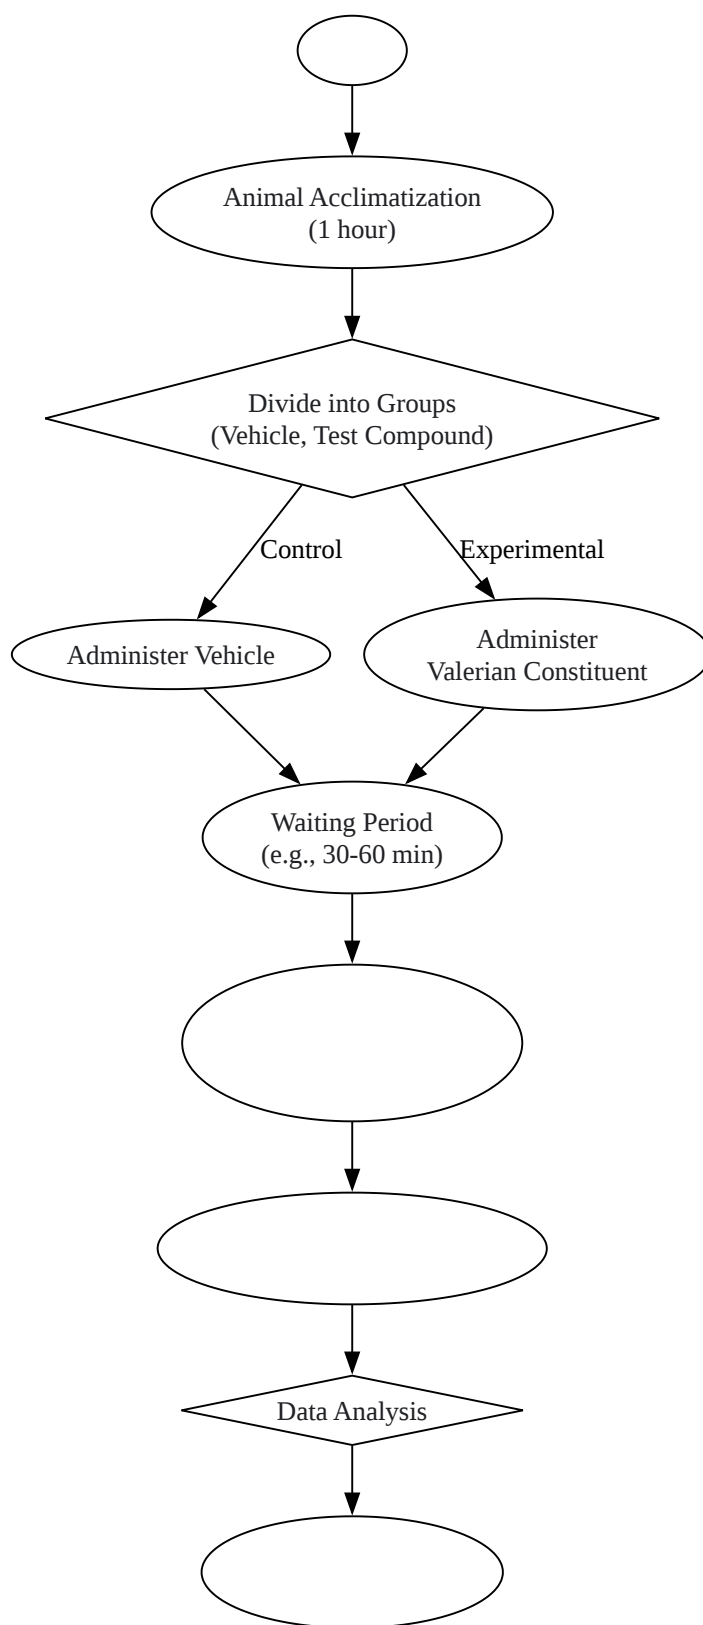 Animal Acclimatization
(1 hour)
Divide into Groups
(Vehicle, Test Compound)
Control
Experimental
Administer Vehicle
Administer
Valerian Constituent
Waiting Period
(e.g., 30-60 min)
Data Analysis